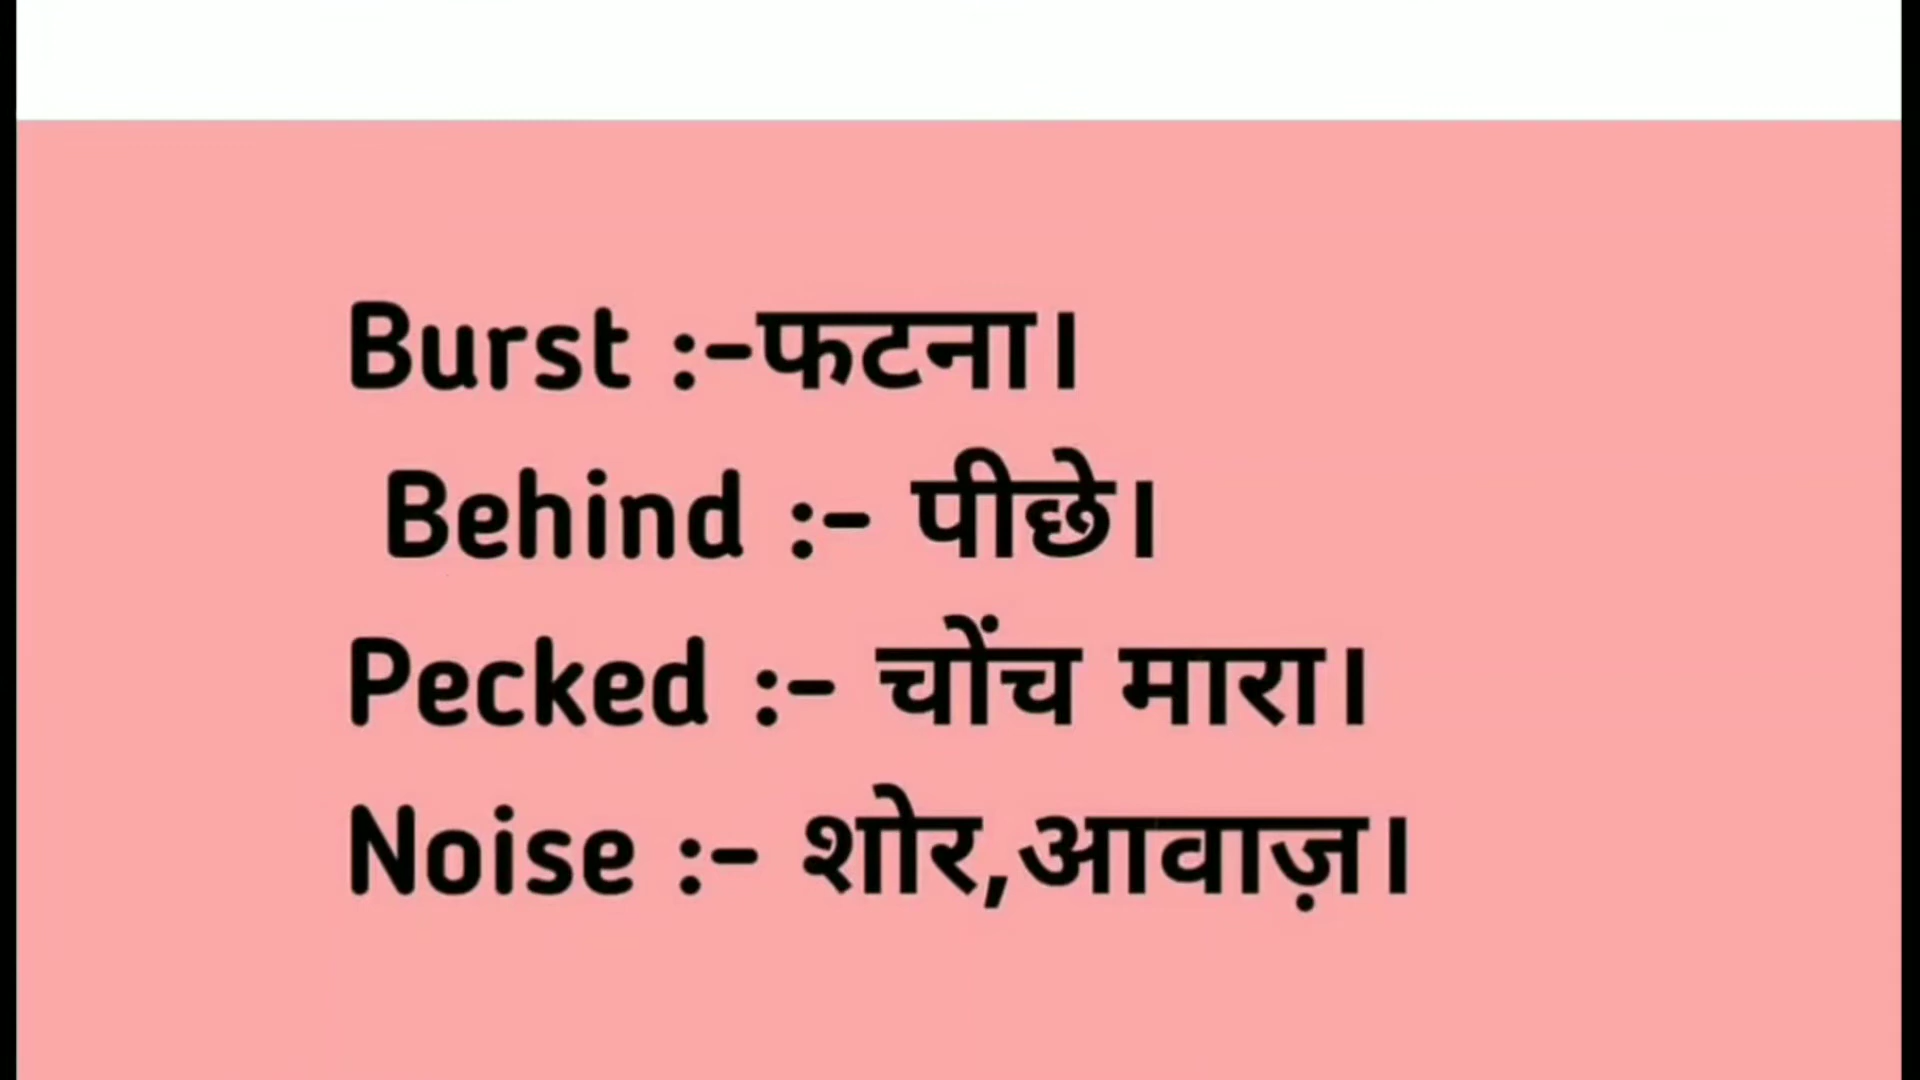 Burst :-फटना।
Behind :- पीछे।
Pecked :- चोंच मारा।
Noise :- शोर,आवाज़।